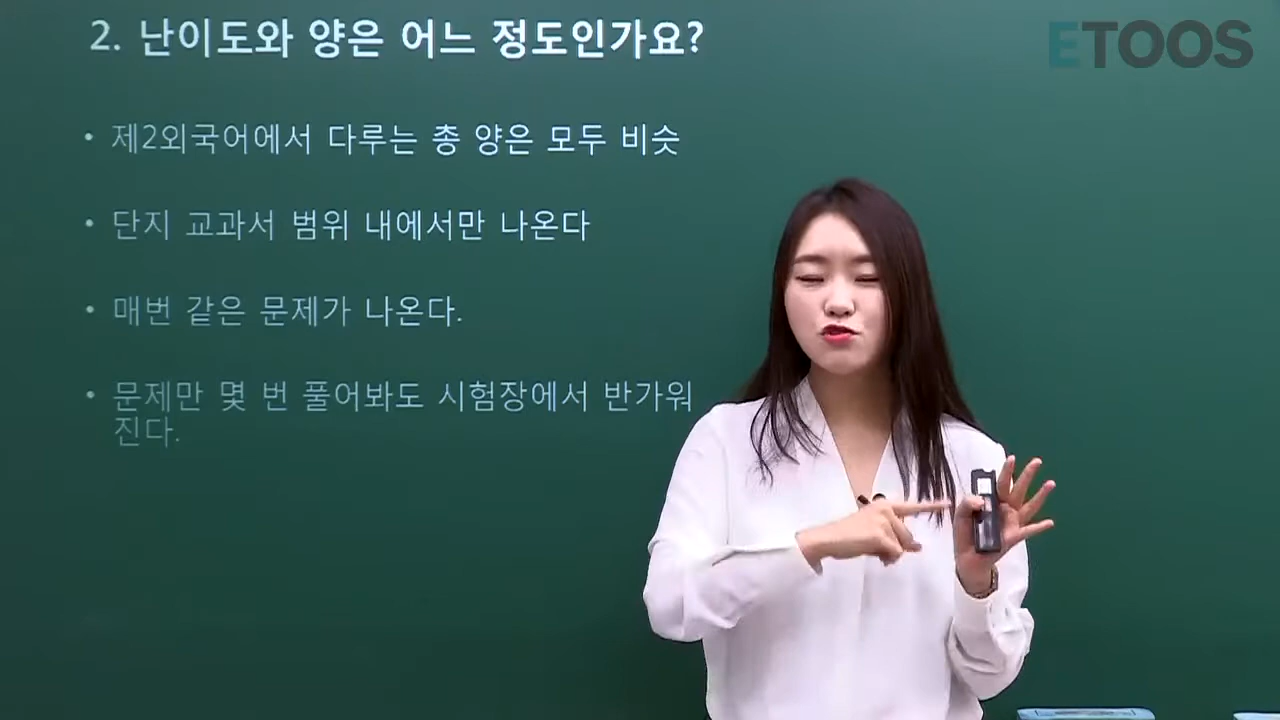 2. 난이도와 양은 어느 정도인가요?
ETOOS
• 제2외국어에서 다루는 총 양은 모두 비슷
• 단지 교과서 범위 내에서만 나온다
• 매번 같은 문제가 나온다.
• 문제만 몇 번 풀어봐도 시험장에서 반가워
진다.